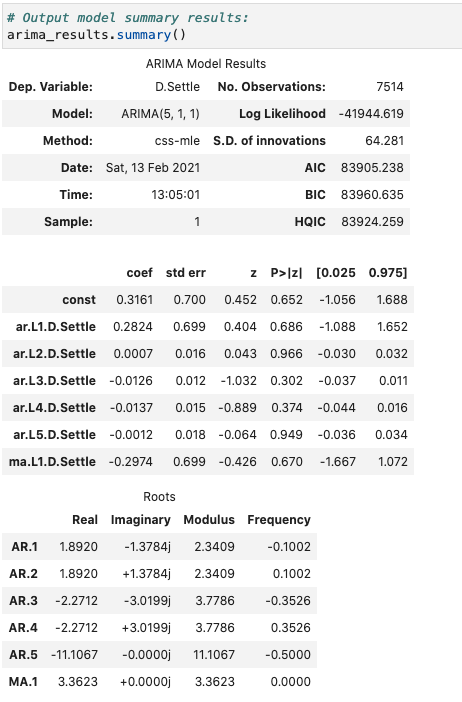 # Output model summary results:
arima_results.summary()
ARIMA Model Results
Dep. Variable: D.Settle No. Observations: 7514
Model: ARIMA(5, 1, 1) Log Likelihood -41944.619
Method: css-mle S.D. of innovations 64.281
Date: Sat, 13 Feb 2021 AIC 83905.238
Time: 13:05:01 BIC 83960.635
Sample: 1 HQIC 83924.259
coef std err z P>|z| [0.025 0.975]
const 0.3161 0.700 0.452 0.652 -1.056 1.688
ar.L1.D.Settle 0.2824 0.699 0.404 0.686 -1.088 1.652
ar.L2.D.Settle 0.0007 0.016 0.043 0.966 -0.030 0.032
ar.L3.D.Settle -0.0126 0.012 -1.032 0.302 -0.037 0.011
ar.L4.D.Settle -0.0137 0.015 -0.889 0.374 -0.044 0.016
ar.L5.D.Settle -0.0012 0.018 -0.064 0.949 -0.036 0.034
ma.L1.D.Settle -0.2974 0.699 -0.426 0.670 -1.667 1.072
Roots
Real Imaginary Modulus Frequency
AR.1 1.8920 -1.3784j 2.3409 -0.1002
AR.2 1.8920 +1.3784j 2.3409 0.1002
AR.3 -2.2712 -3.0199j 3.7786 -0.3526
AR.4 -2.2712 +3.0199j 3.7786 0.3526
AR.5 -11.1067 -0.0000j 11.1067 -0.5000
MA.1 3.3623 +0.0000j 3.3623 0.0000